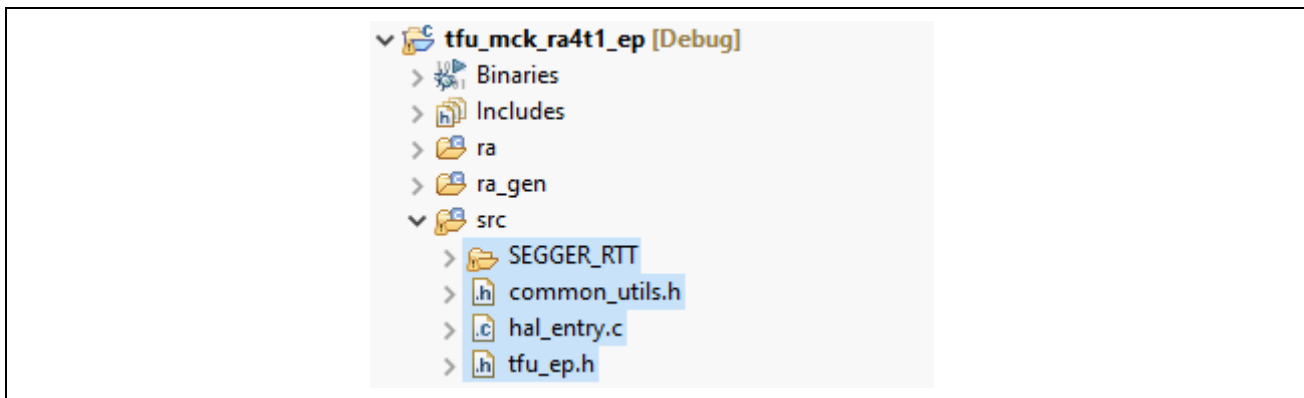 tfu_mck_ra4t1_ep [Debug]
Binaries
Includes
ra
ra_gen
src
SEGGER_RTT
common_utils.h
hal_entry.c
tfu_ep.h